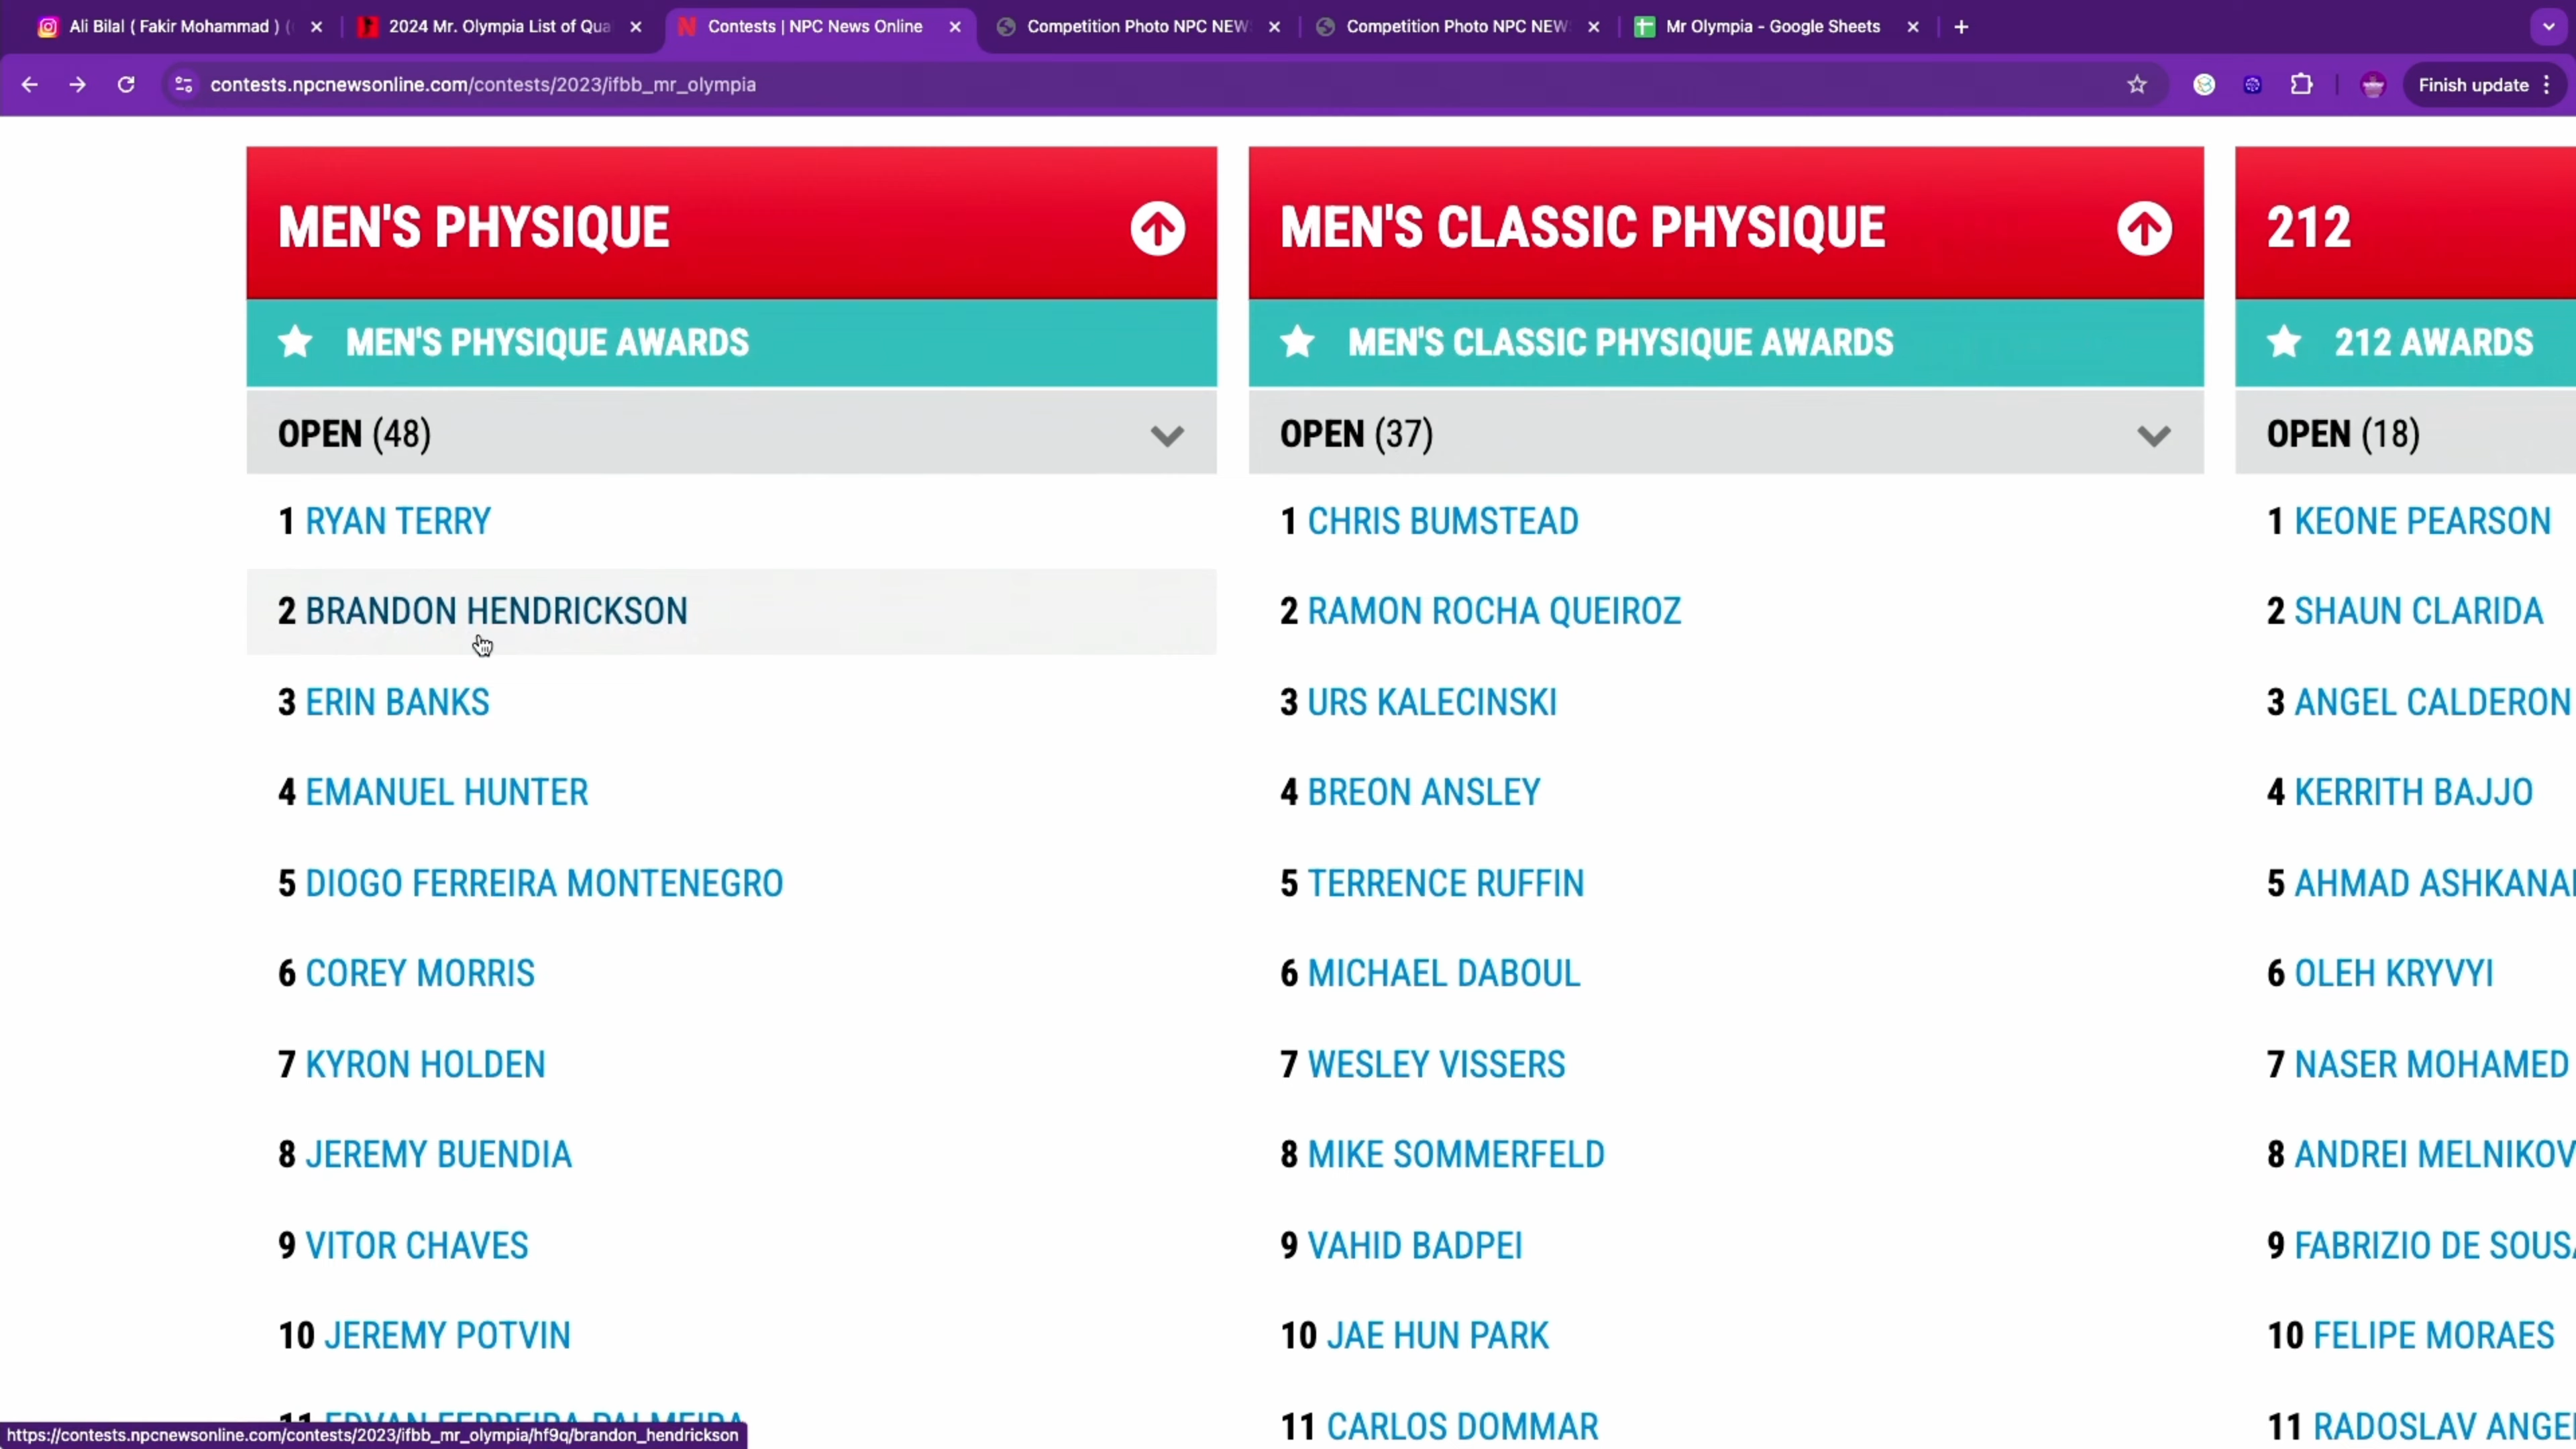 Ali Bilal ( Fakir Mohammad ) (
2024 Mr. Olympia List of Qua
Contests | NPC News Online
Competition Photo NPC NEW
Competition Photo NPC NEW
Mr Olympia - Google Sheets
contests.npcnewsonline.com/contests/2023/ifbb_mr_olympia
Finish update
MEN'S PHYSIQUE
MEN'S PHYSIQUE AWARDS
OPEN (48)
1 RYAN TERRY
2 BRANDON HENDRICKSON
3 ERIN BANKS
4 EMANUEL HUNTER
5 DIOGO FERREIRA MONTENEGRO
6 COREY MORRIS
7 KYRON HOLDEN
8 JEREMY BUENDIA
9 VITOR CHAVES
10 JEREMY POTVIN
11 EDVAN FERREIRA PALMEIRA
MEN'S CLASSIC PHYSIQUE
MEN'S CLASSIC PHYSIQUE AWARDS
OPEN (37)
1 CHRIS BUMSTEAD
2 RAMON ROCHA QUEIROZ
3 URS KALECINSKI
4 BREON ANSLEY
5 TERRENCE RUFFIN
6 MICHAEL DABOUL
7 WESLEY VISSERS
8 MIKE SOMMERFELD
9 VAHID BADPEI
10 JAE HUN PARK
11 CARLOS DOMMAR
212
212 AWARDS
OPEN (18)
1 KEONE PEARSON
2 SHAUN CLARIDA
3 ANGEL CALDERON
4 KERRITH BAJJO
5 AHMAD ASHKANA
6 OLEH KRYVYI
7 NASER MOHAMED
8 ANDREI MELNIKOV
9 FABRIZIO DE SOUSA
10 FELIPE MORAES
11 RADOSLAV ANGE
https://contests.npcnewsonline.com/contests/2023/ifbb_mr_olympia/hf9q/brandon_hendrickson